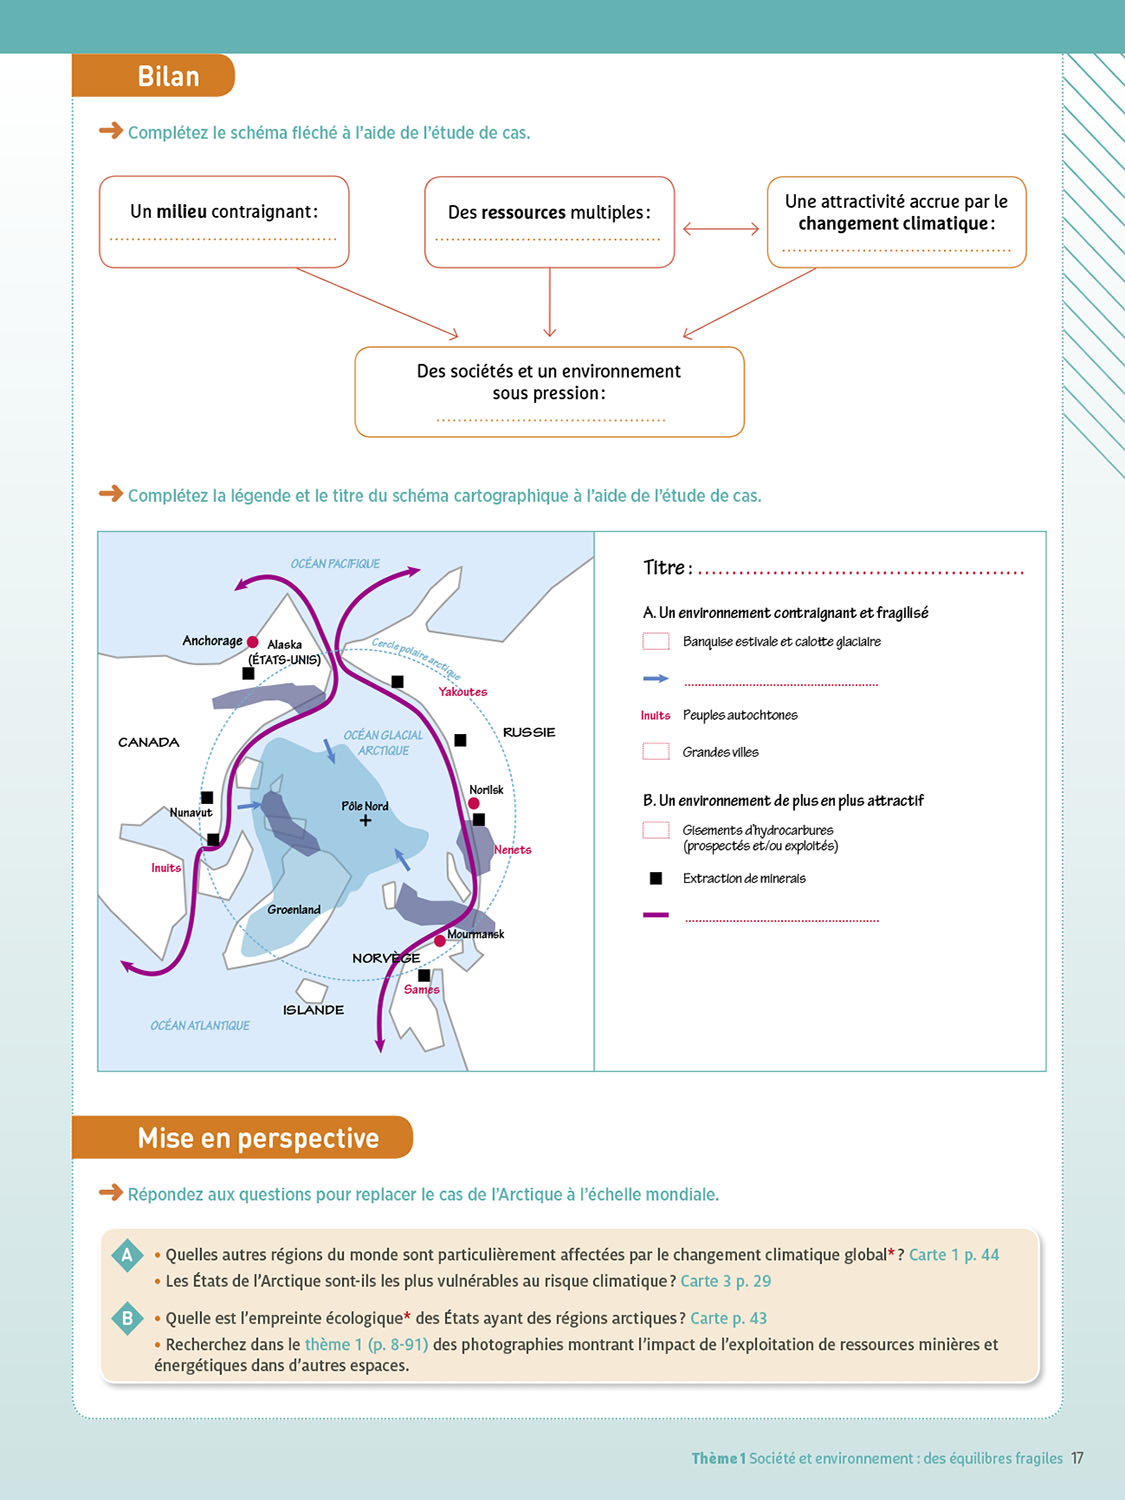 Bilan
➜ Complétez le schéma fléché à l'aide de l'étude de cas.
Un milieu contraignant :
Des ressources multiples :
Une attractivité accrue par le
changement climatique :
Des sociétés et un environnement
sous pression :
➜ Complétez la légende et le titre du schéma cartographique à l'aide de l'étude de cas.
OCÉAN PACIFIQUE
Anchorage
Alaska
(ÉTATS-UNIS)
Cercle polaire arctique
Yakoutes
CANADA
OCÉAN GLACIAL
ARCTIQUE
RUSSIE
Norilsk
Pôle Nord
Nunavut
Nenets
Inuits
Groenland
Mourmansk
NORVÈGE
Sames
ISLANDE
OCÉAN ATLANTIQUE
Titre :
A. Un environnement contraignant et fragilisé
Banquise estivale et calotte glaciaire
Inuits Peuples autochtones
Grandes villes
B. Un environnement de plus en plus attractif
Gisements d'hydrocarbures
(prospectés et/ou exploités)
Extraction de minerais
Mise en perspective
➜ Répondez aux questions pour replacer le cas de l'Arctique à l'échelle mondiale.
A • Quelles autres régions du monde sont particulièrement affectées par le changement climatique global* ? Carte 1 p. 44
• Les États de l'Arctique sont-ils les plus vulnérables au risque climatique ? Carte 3 p. 29
B • Quelle est l'empreinte écologique* des États ayant des régions arctiques ? Carte p. 43
• Recherchez dans le thème 1 (p. 8-91) des photographies montrant l'impact de l'exploitation de ressources minières et
énergétiques dans d'autres espaces.
Thème 1 Société et environnement : des équilibres fragiles 17